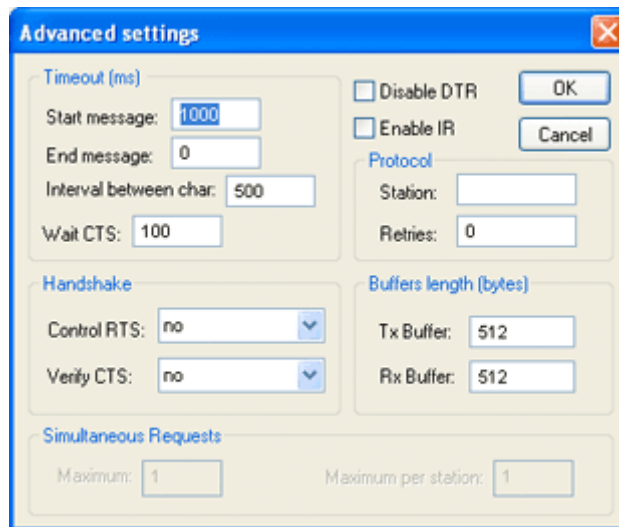 Advanced settings
Timeout (ms)
Start message: 1000
End message: 0
Interval between char: 500
Wait CTS: 100
Disable DTR
Enable IR
OK
Cancel
Protocol
Station:
Retries: 0
Handshake
Control RTS: no
Verify CTS: no
Buffers length (bytes)
Tx Buffer: 512
Rx Buffer: 512
Simultaneous Requests
Maximum: 1
Maximum per station: 1